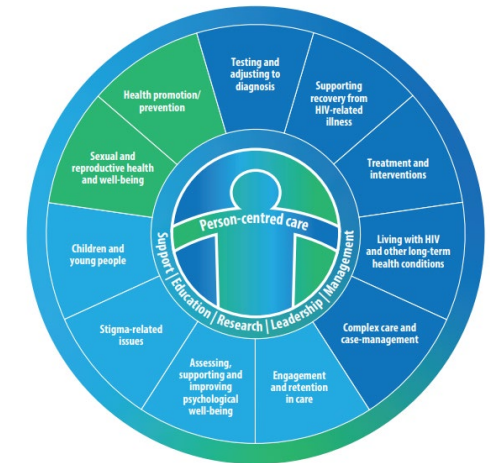 Testing and
adjusting to
diagnosis
Supporting
recovery from
HIV-related
illness
Treatment and
interventions
Living with HIV
and other long-term
health conditions
Complex care and
case-management
Engagement
and retention
in care
Assessing,
supporting and
improving
psychological
well-being
Stigma-related
issues
Children and
young people
Sexual and
reproductive health
and well-being
Health promotion/
prevention
Person-centred care
Support | Education | Research | Leadership | Management